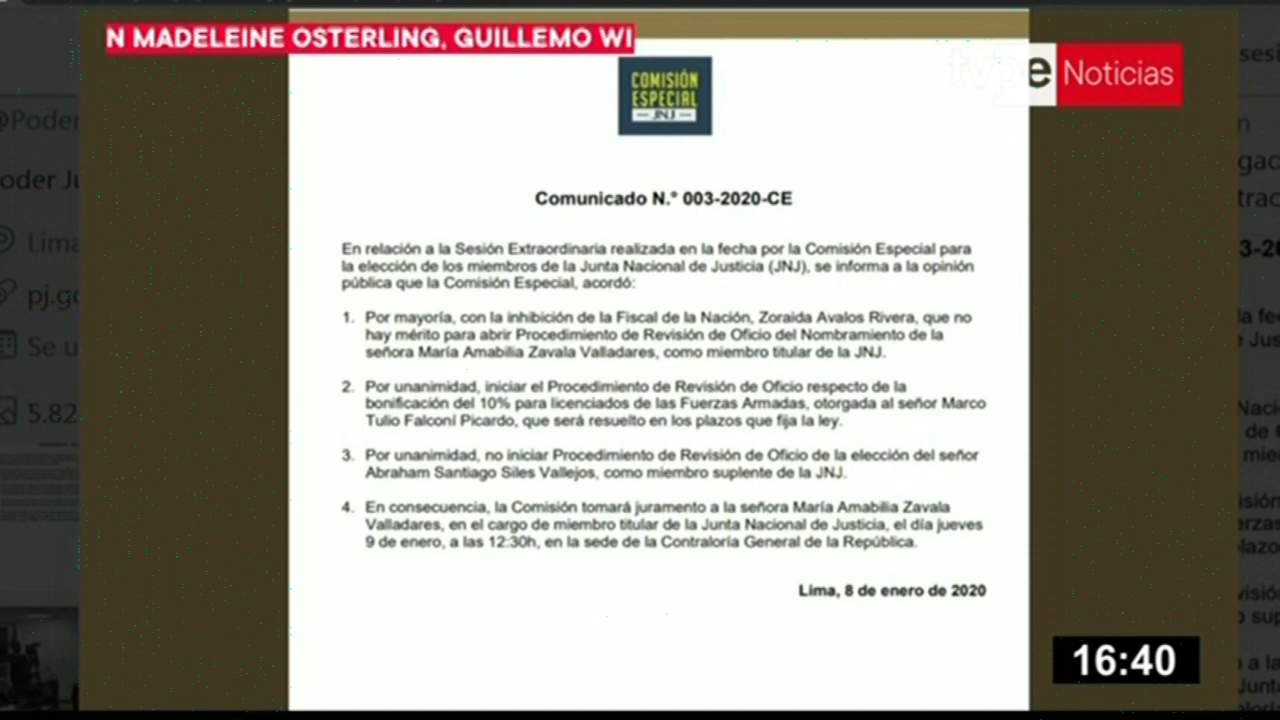 N MADELEINE OSTERLING, GUILLEMO WI
tvpe Noticias
COMISIÓN
ESPECIAL
JNJ
Comunicado N.° 003-2020-CE
En relación a la Sesión Extraordinaria realizada en la fecha por la Comisión Especial para
la elección de los miembros de la Junta Nacional de Justicia (JNJ), se informa a la opinión
pública que la Comisión Especial, acordó:
1. Por mayoría, con la inhibición de la Fiscal de la Nación, Zoraida Avalos Rivera, que no
hay mérito para abrir Procedimiento de Revisión de Oficio del Nombramiento de la
señora María Amabilia Zavala Valladares, como miembro titular de la JNJ.
2. Por unanimidad, iniciar el Procedimiento de Revisión de Oficio respecto de la
bonificación del 10% para licenciados de las Fuerzas Armadas, otorgada al señor Marco
Tulio Falconí Picardo, que será resuelto en los plazos que fija la ley.
3. Por unanimidad, no iniciar Procedimiento de Revisión de Oficio de la elección del señor
Abraham Santiago Siles Vallejos, como miembro suplente de la JNJ.
4. En consecuencia, la Comisión tomará juramento a la señora María Amabilia Zavala
Valladares, en el cargo de miembro titular de la Junta Nacional de Justicia, el día jueves
9 de enero, a las 12:30h, en la sede de la Contraloría General de la República.
Lima, 8 de enero de 2020
16:40
@Poder
oder Ju
Lima
pj.go
Se u
5.82